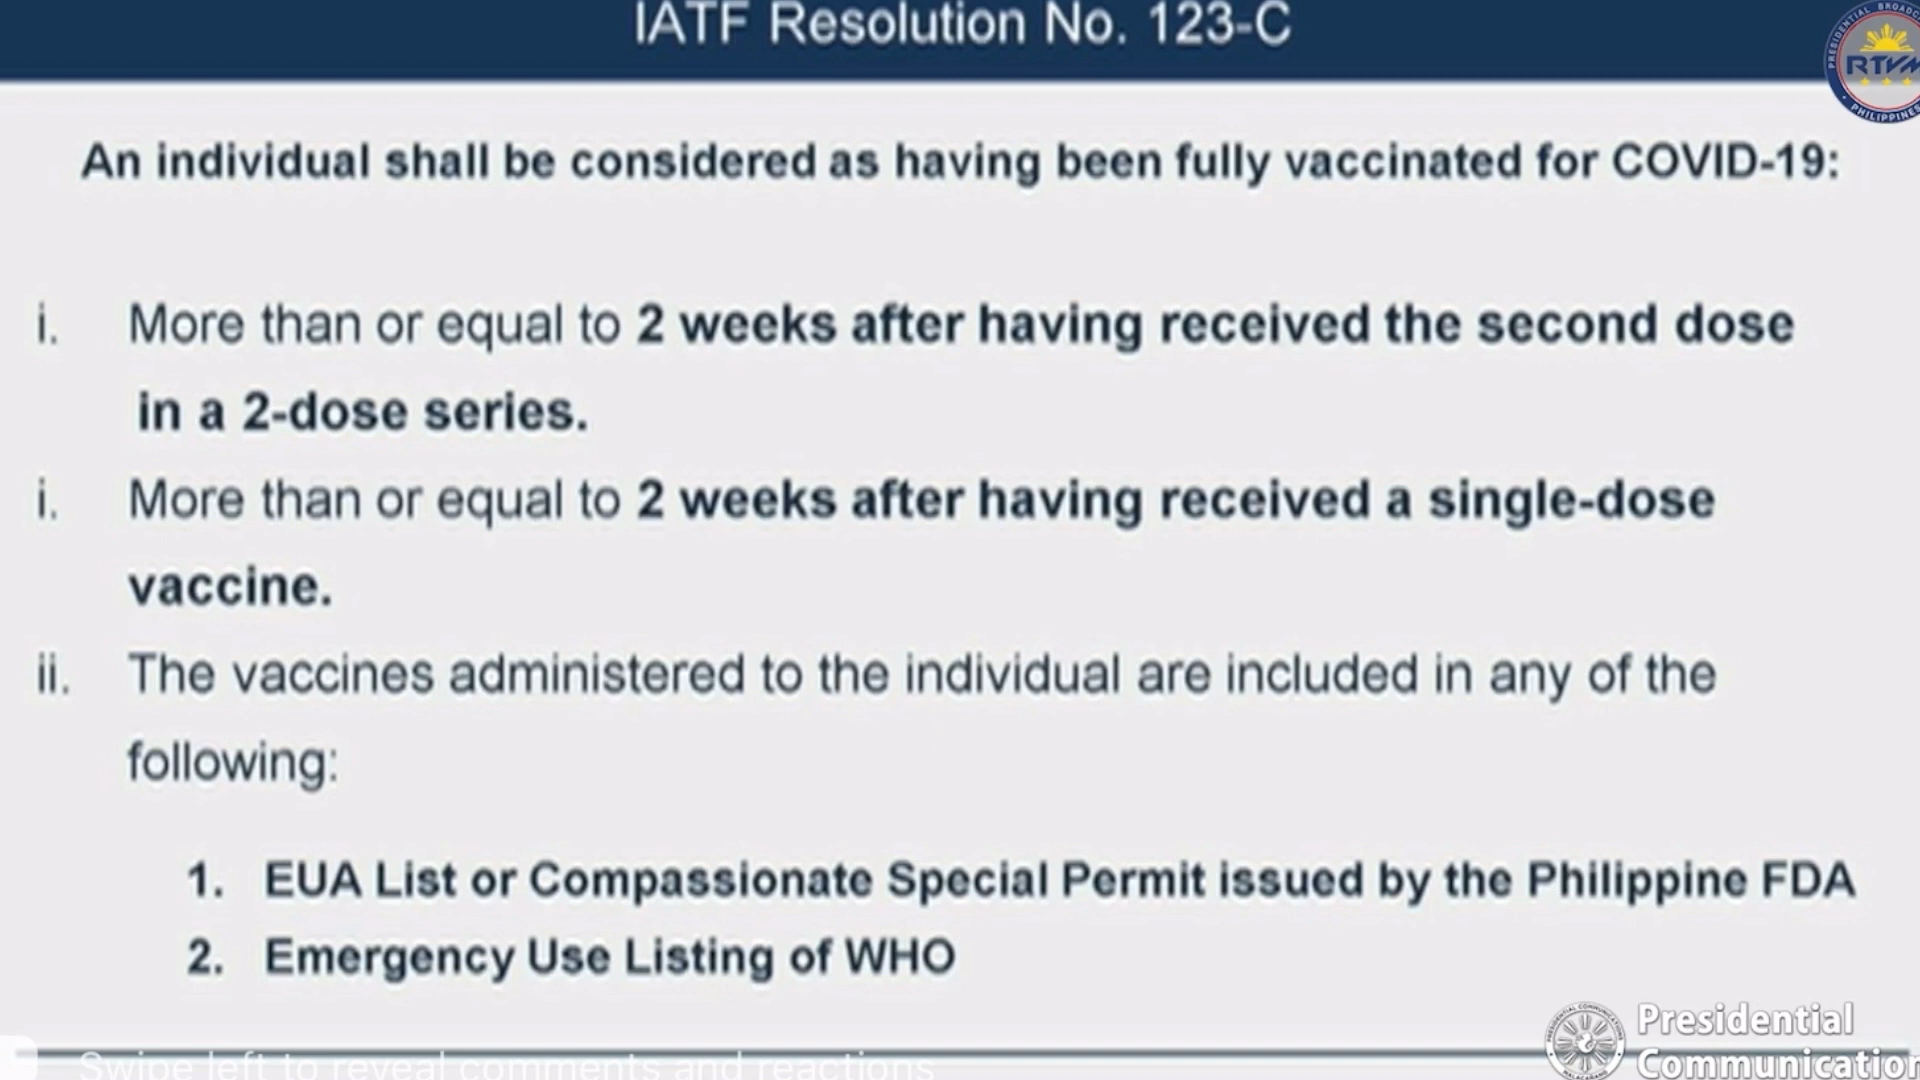 IATF Resolution No. 123-C
RTVM
PHILIPPINES
An individual shall be considered as having been fully vaccinated for COVID-19:
i. More than or equal to 2 weeks after having received the second dose
in a 2-dose series.
i. More than or equal to 2 weeks after having received a single-dose
vaccine.
ii. The vaccines administered to the individual are included in any of the
following:
1. EUA List or Compassionate Special Permit issued by the Philippine FDA
2. Emergency Use Listing of WHO
Presidential
Communication
Swipe left to reveal comments and reactions